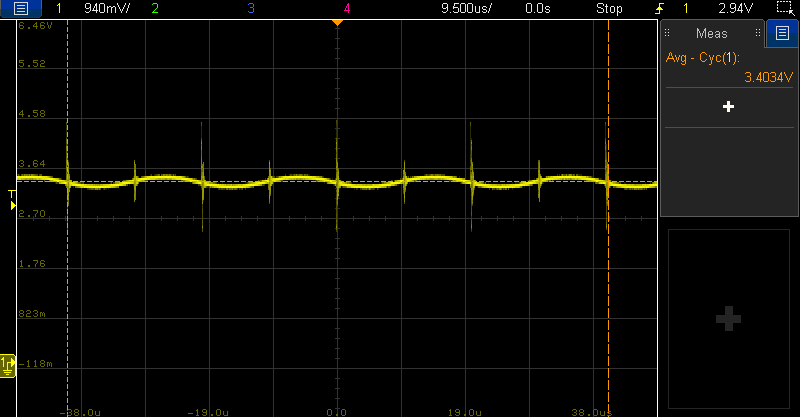 1 940mV/ 2 3 4 9.500us/ 0.0s Stop 1 2.94V
6.46V
5.52
4.58
3.64
T
2.70
1.76
823m
1
-118m
-38.0u -19.0u 0.0 19.0u 38.0us
Meas
Avg - Cyc(1):
3.4034V